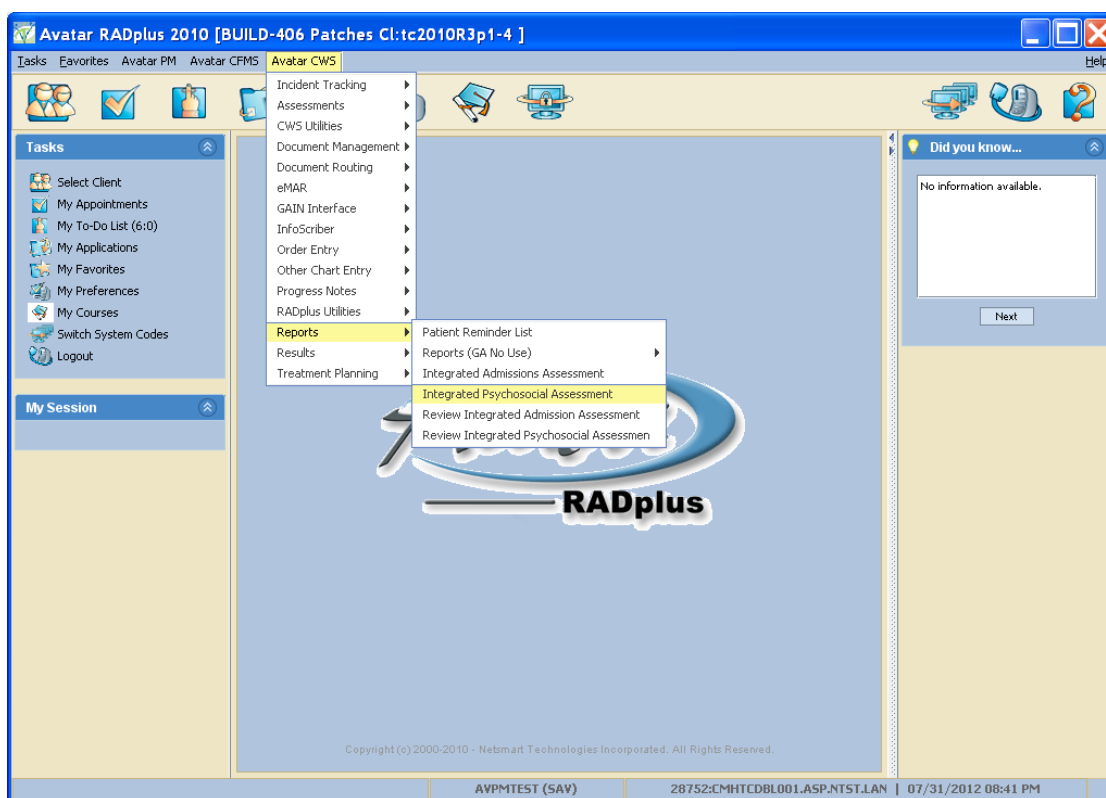 Avatar RADplus 2010 [BUILD-406 Patches Cl:tc2010R3p1-4 ]
Tasks Favorites Avatar PM Avatar CFMS Avatar CWS Help
Incident Tracking
Assessments
CWS Utilities
Document Management
Document Routing
eMAR
GAIN Interface
InfoScriber
Order Entry
Other Chart Entry
Progress Notes
RADplus Utilities
Reports
Results
Treatment Planning
Patient Reminder List
Reports (GA No Use)
Integrated Admissions Assessment
Integrated Psychosocial Assessment
Review Integrated Admission Assessment
Review Integrated Psychosocial Assessmen
Tasks
Select Client
My Appointments
My To-Do List (6:0)
My Applications
My Favorites
My Preferences
My Courses
Switch System Codes
Logout
My Session
RADplus
Copyright (c) 2000-2010 - Netsmart Technologies Incorporated. All Rights Reserved.
Did you know...
No information available.
Next
AVPMTEST (SAV) 28752:CMHTCDBL001.ASP.NTST.LAN | 07/31/2012 08:41 PM